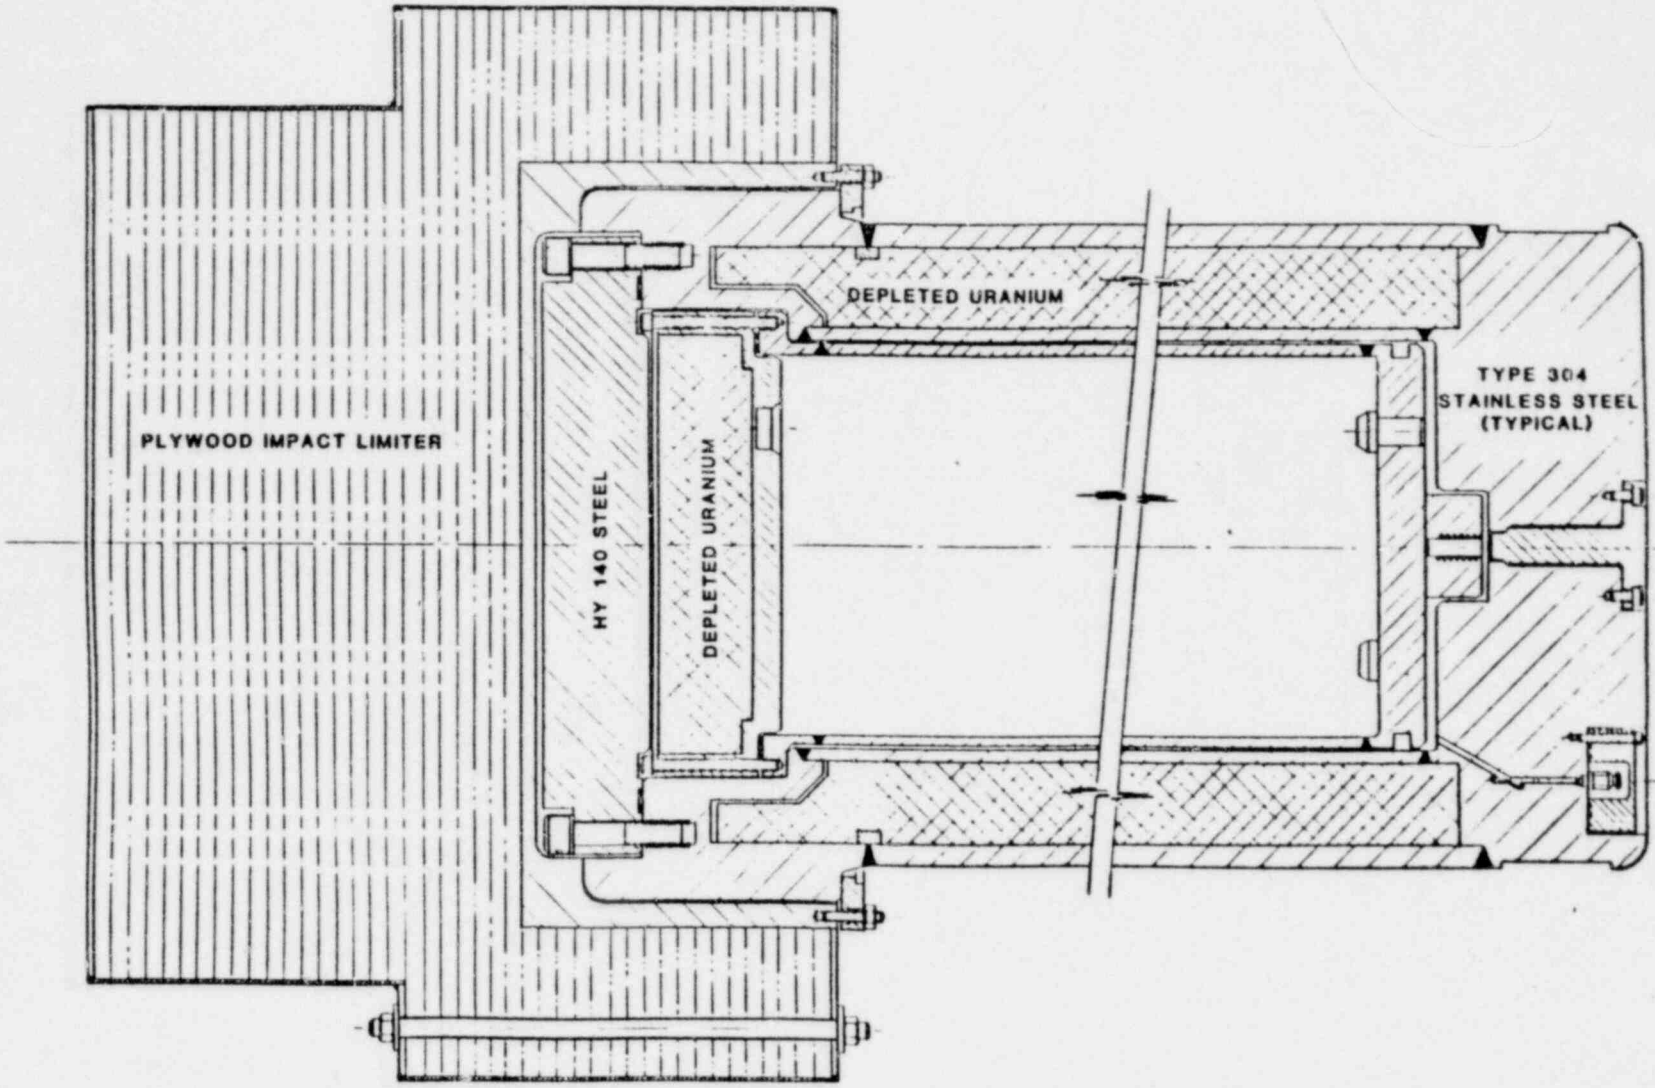 PLYWOOD IMPACT LIMITER
HY 140 STEEL
DEPLETED URANIUM
DEPLETED URANIUM
TYPE 304
STAINLESS STEEL
(TYPICAL)